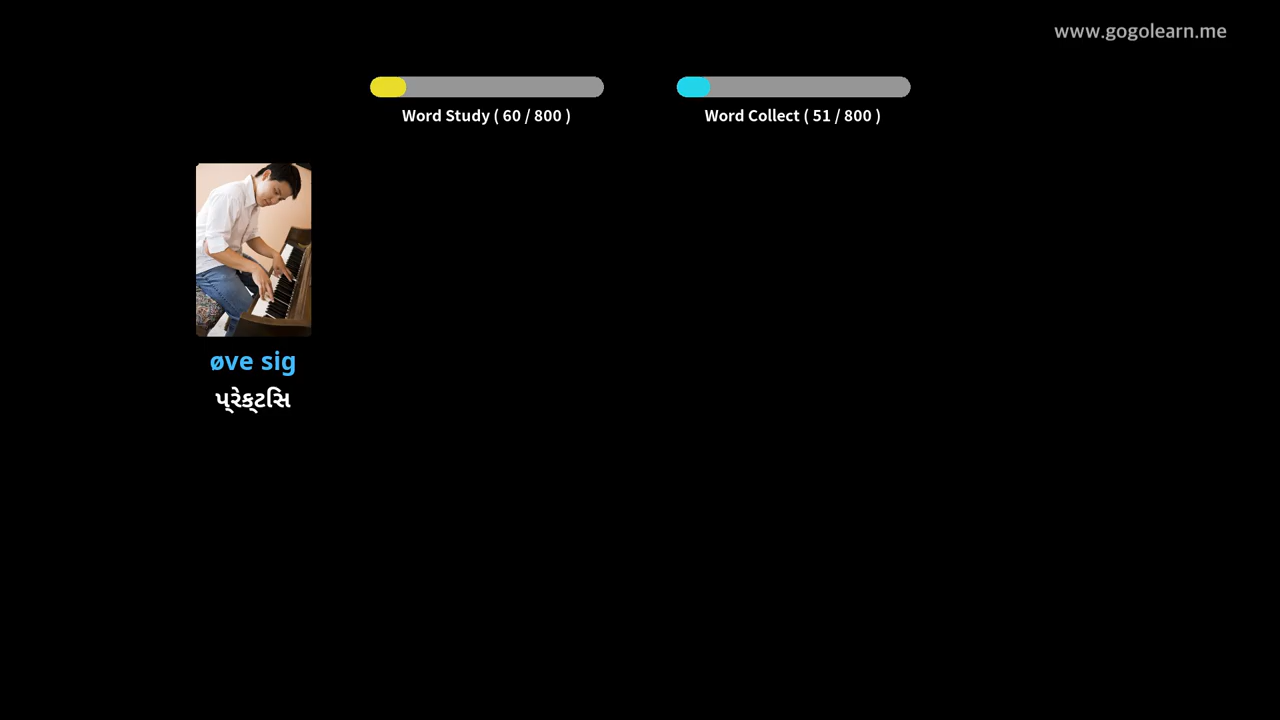 www.gogolearn.me
Word Study ( 60 / 800 )
Word Collect ( 51 / 800 )
øve sig
પ્રેક્ટિસ